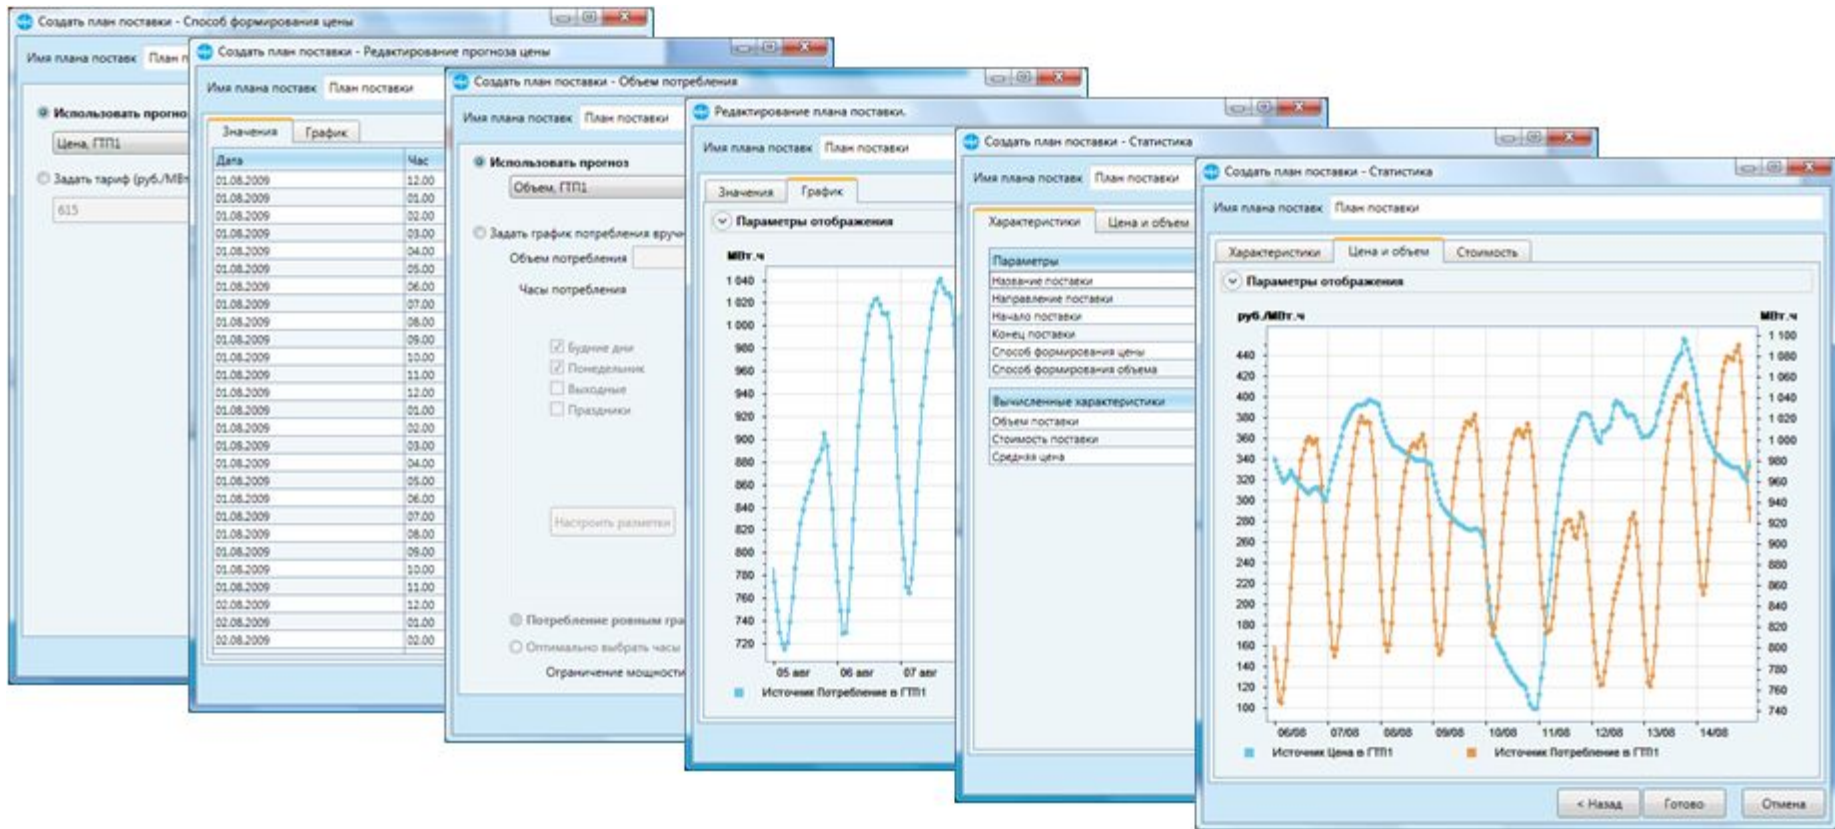 Создать план поставки - Способ формирования цены
Имя плана поставк План п
Использовать прогно
Цена, ГТП1
Задать тариф (руб./МВт
615
Создать план поставки - Редактирование прогноза цены
Имя плана поставк План поставки
Значения График
Дата Час
01.08.2009 12.00
01.08.2009 01.00
01.08.2009 02.00
01.08.2009 03.00
01.08.2009 04.00
01.08.2009 05.00
01.08.2009 06.00
01.08.2009 07.00
01.08.2009 08.00
01.08.2009 09.00
01.08.2009 10.00
01.08.2009 11.00
01.08.2009 12.00
01.08.2009 01.00
01.08.2009 02.00
01.08.2009 03.00
01.08.2009 04.00
01.08.2009 05.00
01.08.2009 06.00
01.08.2009 07.00
01.08.2009 08.00
01.08.2009 09.00
01.08.2009 10.00
01.08.2009 11.00
02.08.2009 12.00
02.08.2009 01.00
02.08.2009 02.00
Создать план поставки - Объем потребления
Имя плана поставк План поставки
Использовать прогноз
Объем, ГТП1
Задать график потребления вручн
Объем потребления
Часы потребления
Будние дни
Понедельник
Выходные
Праздники
Настроить разметки
Потребление ровным гра
Оптимально выбрать часы
Ограничение мощности
Редактирование плана поставки.
Имя плана поставк План поставки
Значения График
Параметры отображения
МВт.ч
1 040
1 020
1 000
980
960
940
920
900
880
860
840
820
800
780
760
740
720
05 авг 06 авг 07 авг
Источник Потребление в ГТП1
Создать план поставки - Статистика
Имя плана поставк План поставки
Характеристики Цена и объем
Параметры
Название поставки
Направление поставки
Начало поставки
Конец поставки
Способ формирования цены
Способ формирования объема
Вычисленные характеристики
Объем поставки
Стоимость поставки
Средняя цена
Создать план поставки - Статистика
Имя плана поставк План поставки
Характеристики Цена и объем Стоимость
Параметры отображения
руб./МВт.ч МВт.ч
440
420
400
380
360
340
320
300
280
260
240
220
200
180
160
140
120
100
1 100
1 080
1 060
1 040
1 020
1 000
980
960
940
920
900
880
860
840
820
800
780
760
740
06/08 07/08 08/08 09/08 10/08 11/08 12/08 13/08 14/08
Источник Цена в ГТП1 Источник Потребление в ГТП1
< Назад Готово Отмена